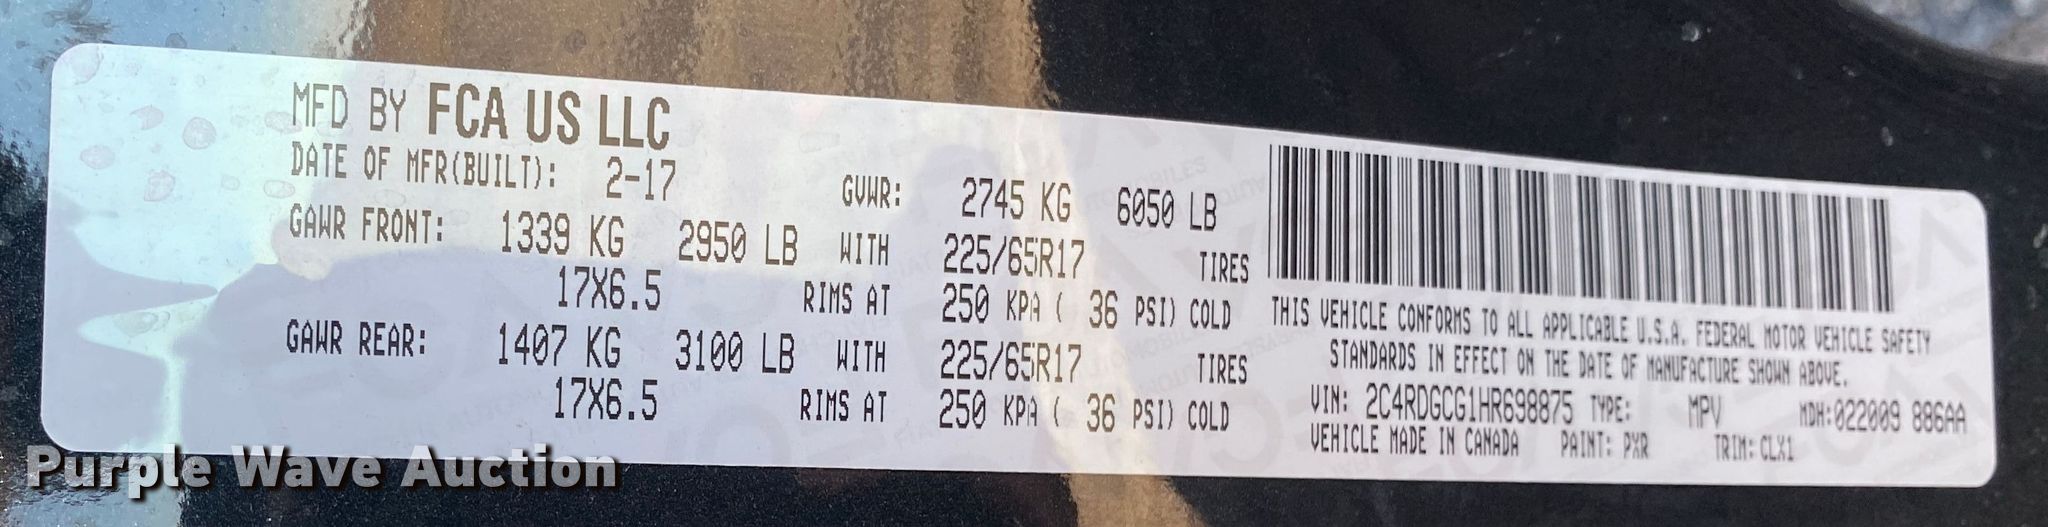 MFD BY FCA US LLC
DATE OF MFR(BUILT): 2-17 GVWR: 2745 KG 6050 LB
GAWR FRONT: 1339 KG 2950 LB WITH 225/65R17 TIRES
17X6.5 RIMS AT 250 KPA ( 36 PSI) COLD
GAWR REAR: 1407 KG 3100 LB WITH 225/65R17 TIRES
17X6.5 RIMS AT 250 KPA ( 36 PSI) COLD
THIS VEHICLE CONFORMS TO ALL APPLICABLE U.S.A. FEDERAL MOTOR VEHICLE SAFETY
STANDARDS IN EFFECT ON THE DATE OF MANUFACTURE SHOWN ABOVE.
VIN: 2C4RDGCG1HR698875 TYPE: MPV MDH:022009 886AA
VEHICLE MADE IN CANADA PAINT: PXR TRIM: CLX1
Purple Wave Auction